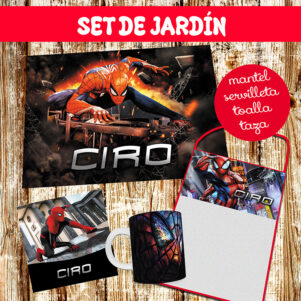 SET DE JARDÍN
mantel
servilleta
toalla
taza
CIRO
CIRO
CIRO